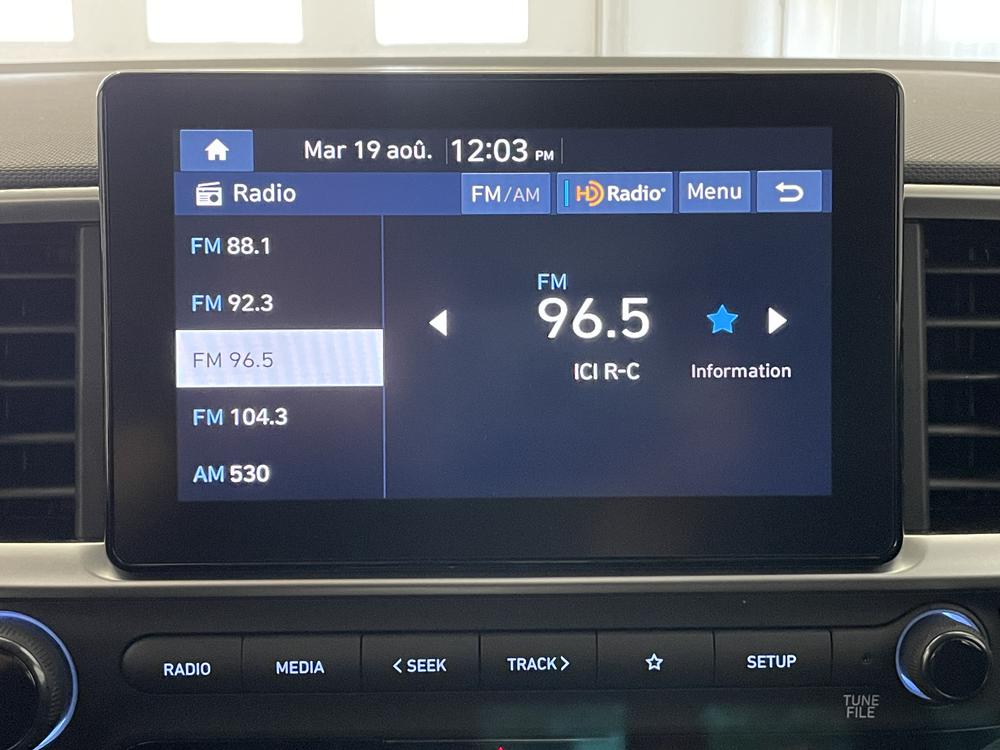 Mar 19 aoû. 12:03 PM
Radio FM/AM HD Radio Menu
FM 88.1
FM 92.3
FM 96.5
FM 104.3
AM 530
FM
96.5
ICI R-C
Information
RADIO MEDIA < SEEK TRACK > SETUP
TUNE
FILE